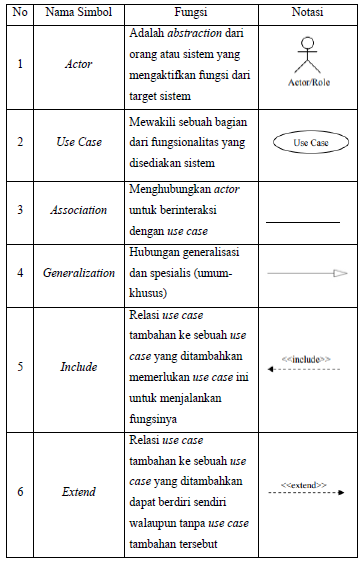 No Nama Simbol Fungsi Notasi
1 Actor
Adalah abstraction dari
orang atau sistem yang
mengaktifkan fungsi dari
target sistem
Actor/Role
2 Use Case
Mewakili sebuah bagian
dari fungsionalitas yang
disediakan sistem
Use Case
3 Association
Menghubungkan actor
untuk berinteraksi
dengan use case
4 Generalization
Hubungan generalisasi
dan spesialis (umum-
khusus)
5 Include
Relasi use case
tambahan ke sebuah use
case yang ditambahkan
memerlukan use case ini
untuk menjalankan
fungsinya
<<include>>
6 Extend
Relasi use case
tambahan ke sebuah use
case yang ditambahkan
dapat berdiri sendiri
walaupun tanpa use case
tambahan tersebut
<<extend>>